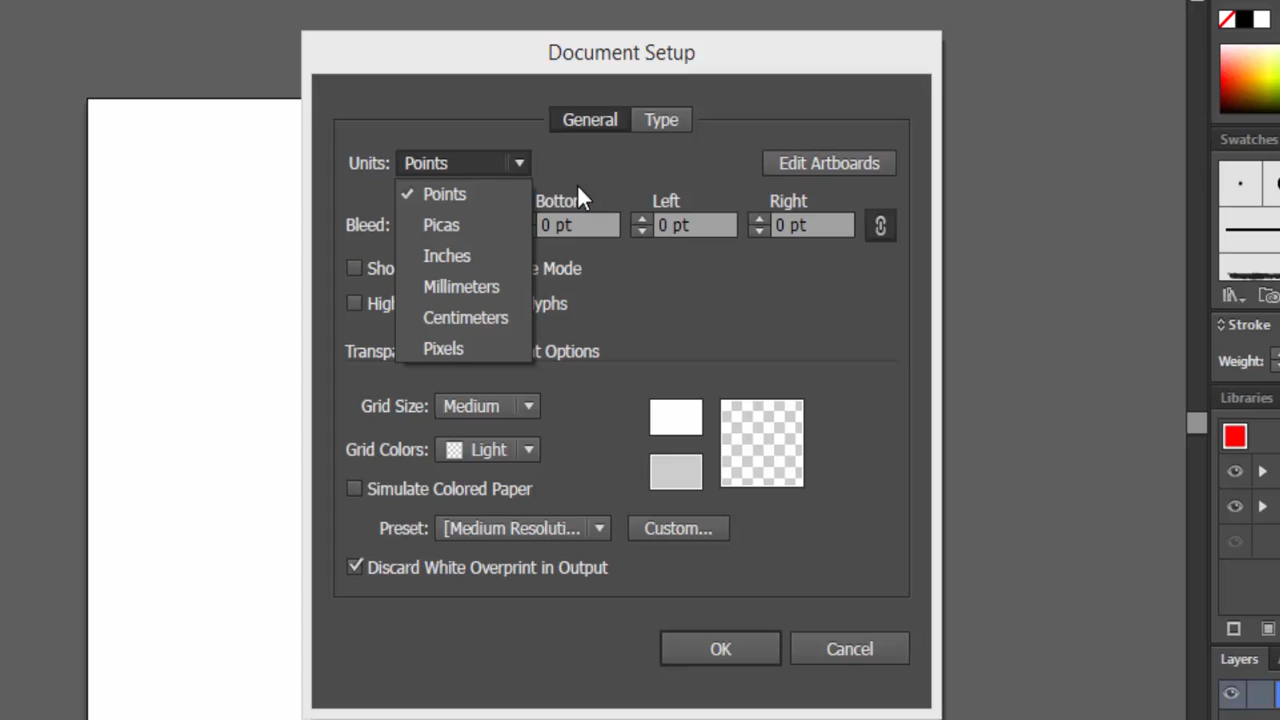 Document Setup
General Type
Units: Points Edit Artboards
Points
Bottom Left Right
Picas
Bleed: 0 pt 0 pt 0 pt
Inches
Sho e Mode
Millimeters
High lyphs
Centimeters
Pixels
Transpa t Options
Grid Size: Medium
Grid Colors: Light
Simulate Colored Paper
Preset: [Medium Resoluti... Custom...
Discard White Overprint in Output
OK Cancel
Swatches
Stroke
Weight:
Libraries
Layers